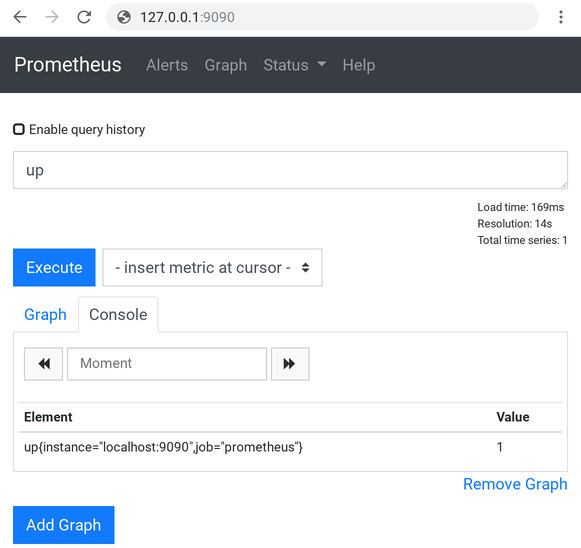 127.0.0.1:9090
Prometheus Alerts Graph Status Help
Enable query history
up
Load time: 169ms
Resolution: 14s
Total time series: 1
Execute - insert metric at cursor -
Graph Console
Moment
Element Value
up{instance="localhost:9090",job="prometheus"} 1
Remove Graph
Add Graph